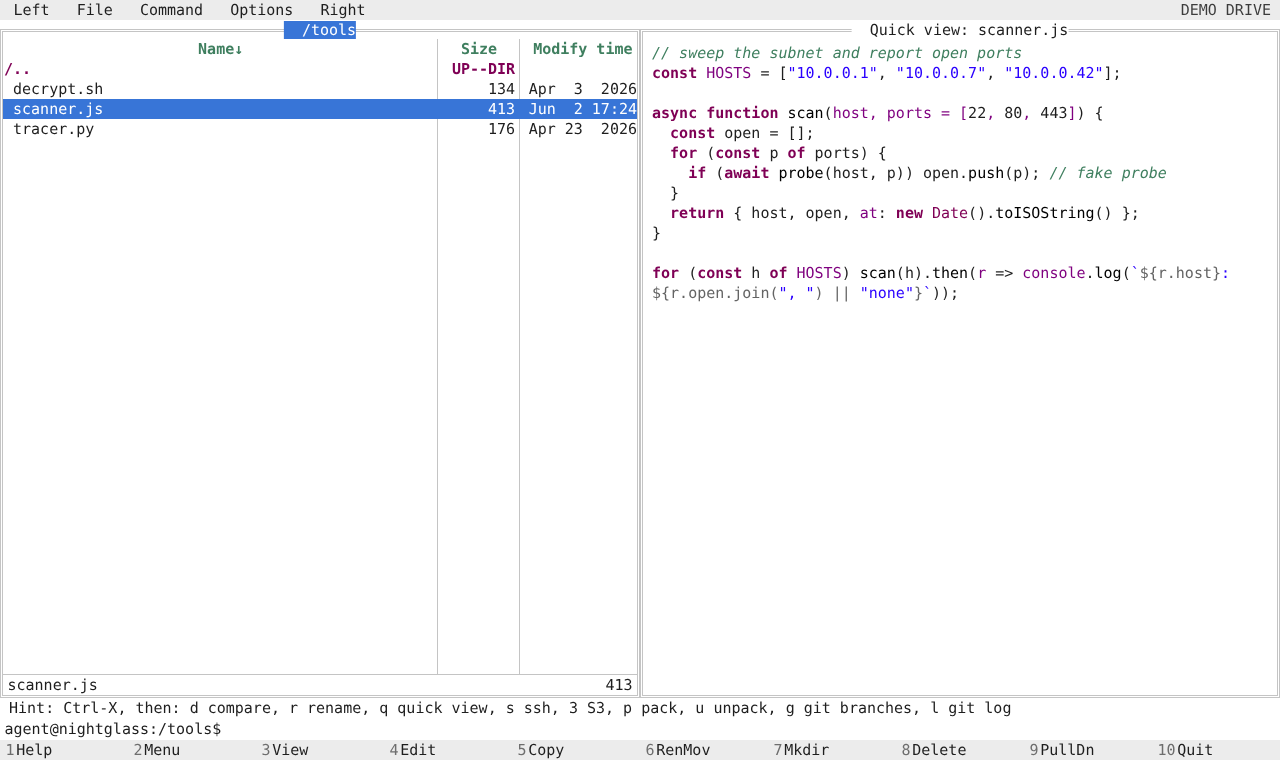 Left File Command Options Right DEMO DRIVE
/tools
Name↓ Size Modify time
/.. UP--DIR
decrypt.sh 134 Apr 3 2026
scanner.js 413 Jun 2 17:24
tracer.py 176 Apr 23 2026
scanner.js 413
Quick view: scanner.js
// sweep the subnet and report open ports
const HOSTS = ["10.0.0.1", "10.0.0.7", "10.0.0.42"];
async function scan(host, ports = [22, 80, 443]) {
  const open = [];
  for (const p of ports) {
    if (await probe(host, p)) open.push(p); // fake probe
  }
  return { host, open, at: new Date().toISOString() };
}
for (const h of HOSTS) scan(h).then(r => console.log(`${r.host}:
${r.open.join(", ") || "none"}`));
Hint: Ctrl-X, then: d compare, r rename, q quick view, s ssh, 3 S3, p pack, u unpack, g git branches, l git log
agent@nightglass:/tools$
1Help 2Menu 3View 4Edit 5Copy 6RenMov 7Mkdir 8Delete 9PullDn 10Quit